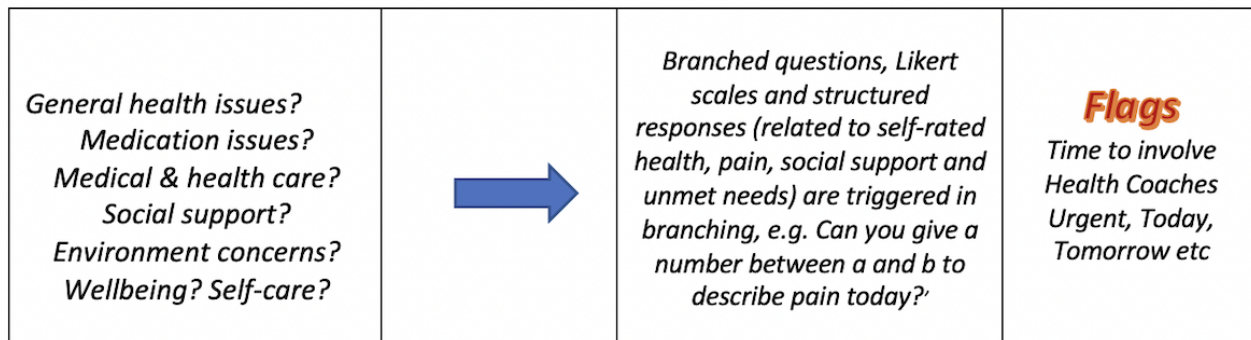 General health issues?
Medication issues?
Medical & health care?
Social support?
Environment concerns?
Wellbeing? Self-care?
Branched questions, Likert
scales and structured
responses (related to self-rated
health, pain, social support and
unmet needs) are triggered in
branching, e.g. Can you give a
number between a and b to
describe pain today?’
Flags
Time to involve
Health Coaches
Urgent, Today,
Tomorrow etc